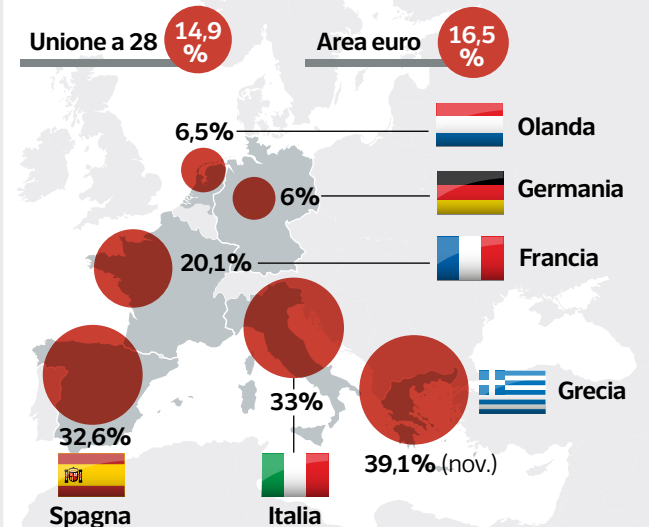 Unione a 28
14,9
%
Area euro
16,5
%
6,5%
Olanda
6%
Germania
20,1%
Francia
32,6%
Spagna
33%
Italia
39,1% (nov.)
Grecia